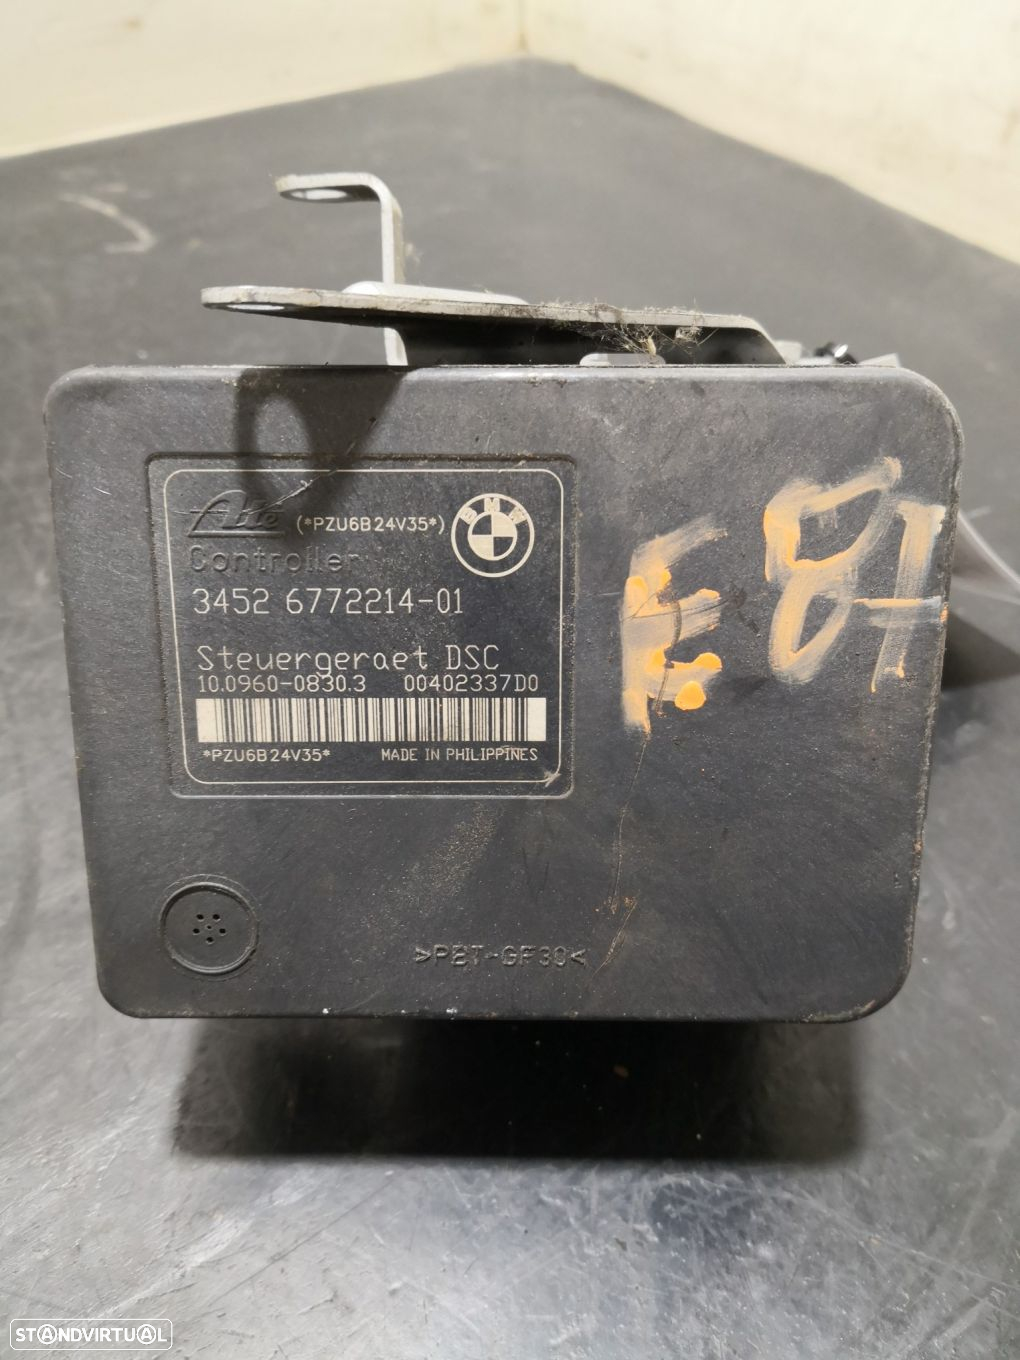 Ate (*PZU6B24V35*) BMW
Controller
3452 6772214-01
Steuergeraet DSC
10.0960-0830.3 00402337D0
*PZU6B24V35* MADE IN PHILIPPINES
E87
>PBT-GF30<
STANDVIRTUAL